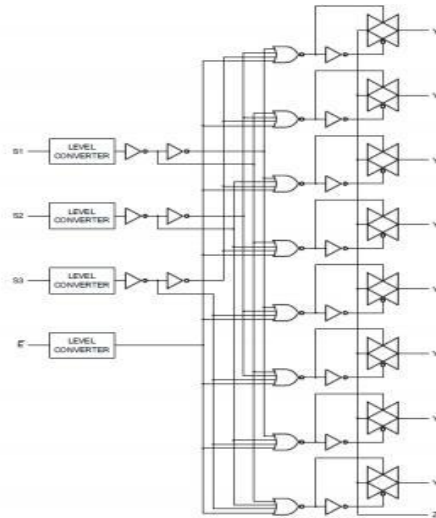 Y
Y
S1 LEVEL CONVERTER
Y
S2 LEVEL CONVERTER
Y
S3 LEVEL CONVERTER
Y
E̅ LEVEL CONVERTER
Y
Y
Y
Z